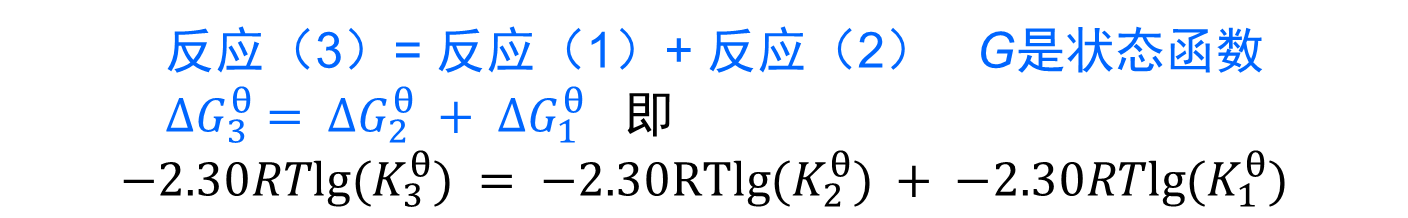 反应（3）= 反应（1）+ 反应（2） G是状态函数
ΔG₃^θ = ΔG₂^θ + ΔG₁^θ 即
−2.30RTlg(K₃^θ) = −2.30RTlg(K₂^θ) + −2.30RTlg(K₁^θ)